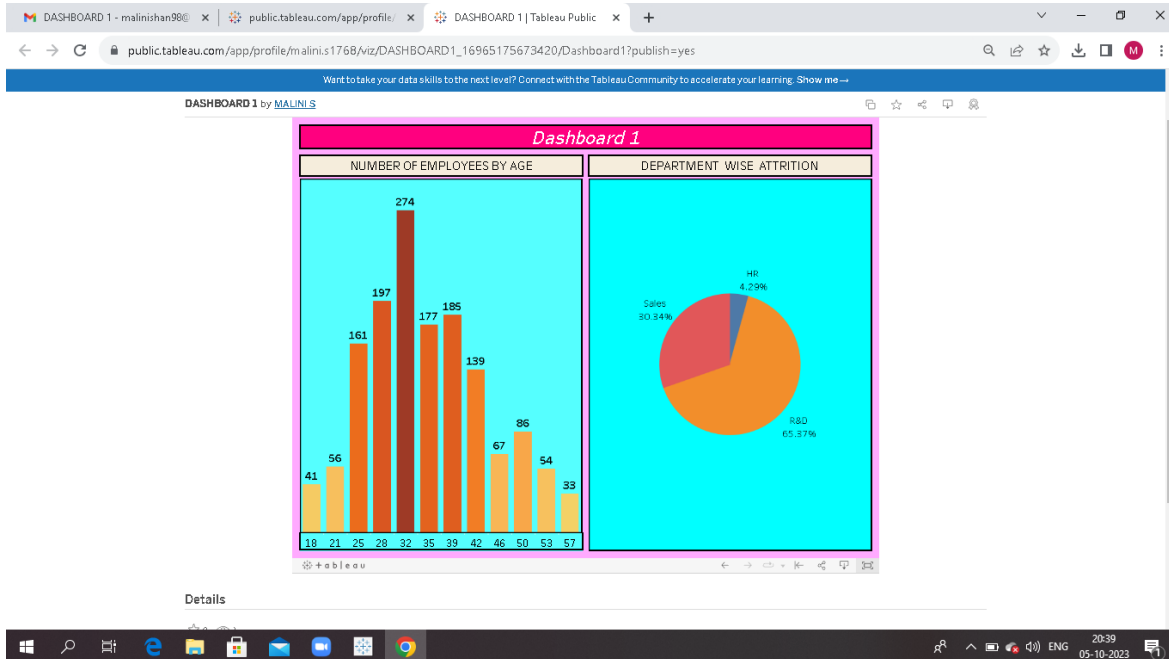 DASHBOARD 1 - malinishan98@
public.tableau.com/app/profile/
DASHBOARD 1 | Tableau Public
public.tableau.com/app/profile/malini.s1768/viz/DASHBOARD1_16965175673420/Dashboard1?publish=yes
M
Want to take your data skills to the next level? Connect with the Tableau Community to accelerate your learning. Show me→
DASHBOARD 1 by MALINI S
Dashboard 1
NUMBER OF EMPLOYEES BY AGE
274
197
185
177
161
139
86
67
56
54
41
33
18 21 25 28 32 35 39 42 46 50 53 57
DEPARTMENT WISE ATTRITION
HR
4.29%
Sales
30.34%
R&D
65.37%
+ a b | e a u
Details
ENG
20:39
05-10-2023
1